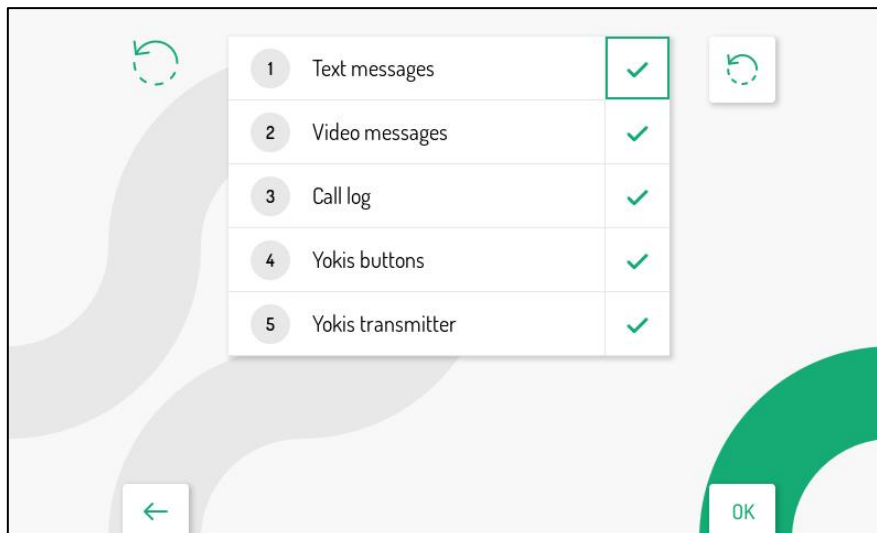 1 Text messages
2 Video messages
3 Call log
4 Yokis buttons
5 Yokis transmitter
OK